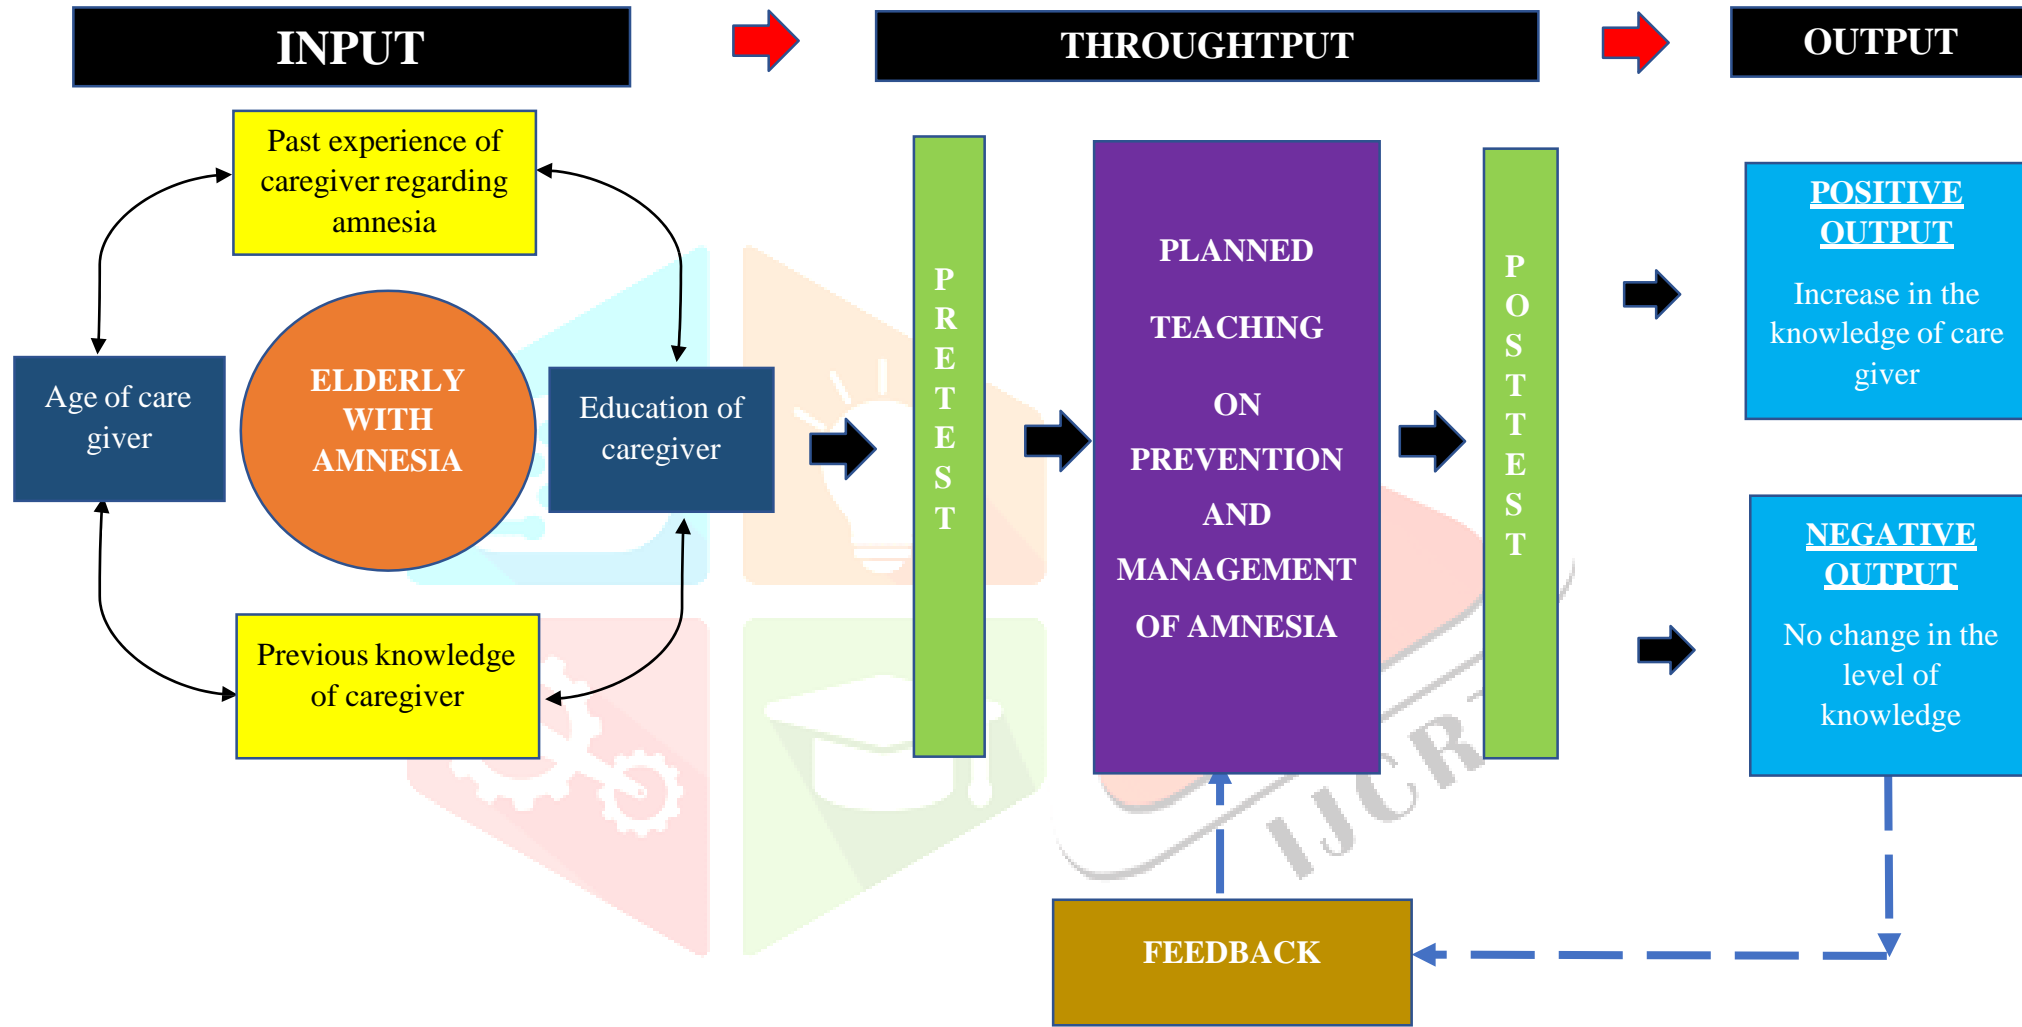 INPUT
THROUGHTPUT
OUTPUT
Past experience of
caregiver regarding
amnesia
Age of care
giver
ELDERLY
WITH
AMNESIA
Education of
caregiver
Previous knowledge
of caregiver
P
R
E
T
E
S
T
PLANNED
TEACHING
ON
PREVENTION
AND
MANAGEMENT
OF AMNESIA
P
O
S
T
T
E
S
T
POSITIVE
OUTPUT
Increase in the
knowledge of care
giver
NEGATIVE
OUTPUT
No change in the
level of
knowledge
FEEDBACK
IJCR